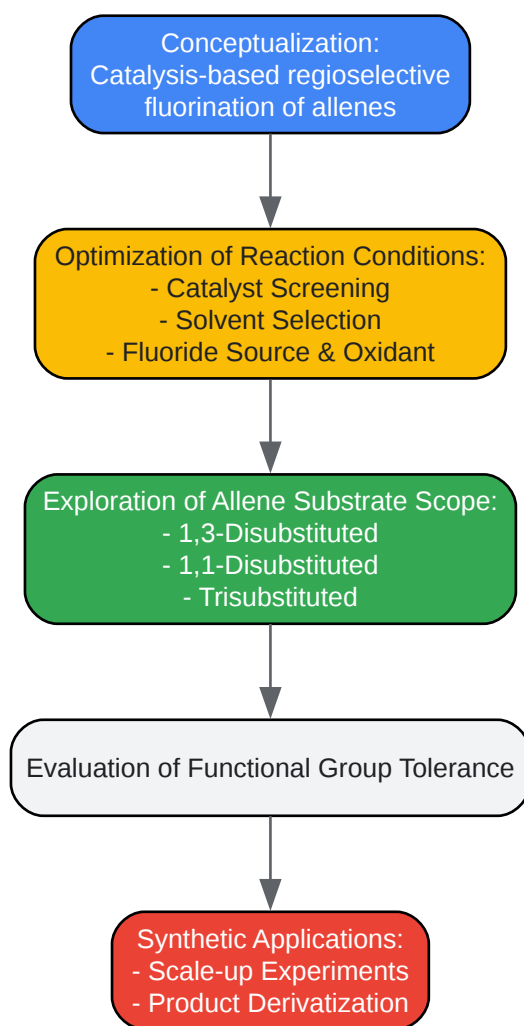 Conceptualization:
Catalysis-based regioselective
fluorination of allenes
Optimization of Reaction Conditions:
- Catalyst Screening
- Solvent Selection
- Fluoride Source & Oxidant
Exploration of Allene Substrate Scope:
- 1,3-Disubstituted
- 1,1-Disubstituted
- Trisubstituted
Evaluation of Functional Group Tolerance
Synthetic Applications:
- Scale-up Experiments
- Product Derivatization